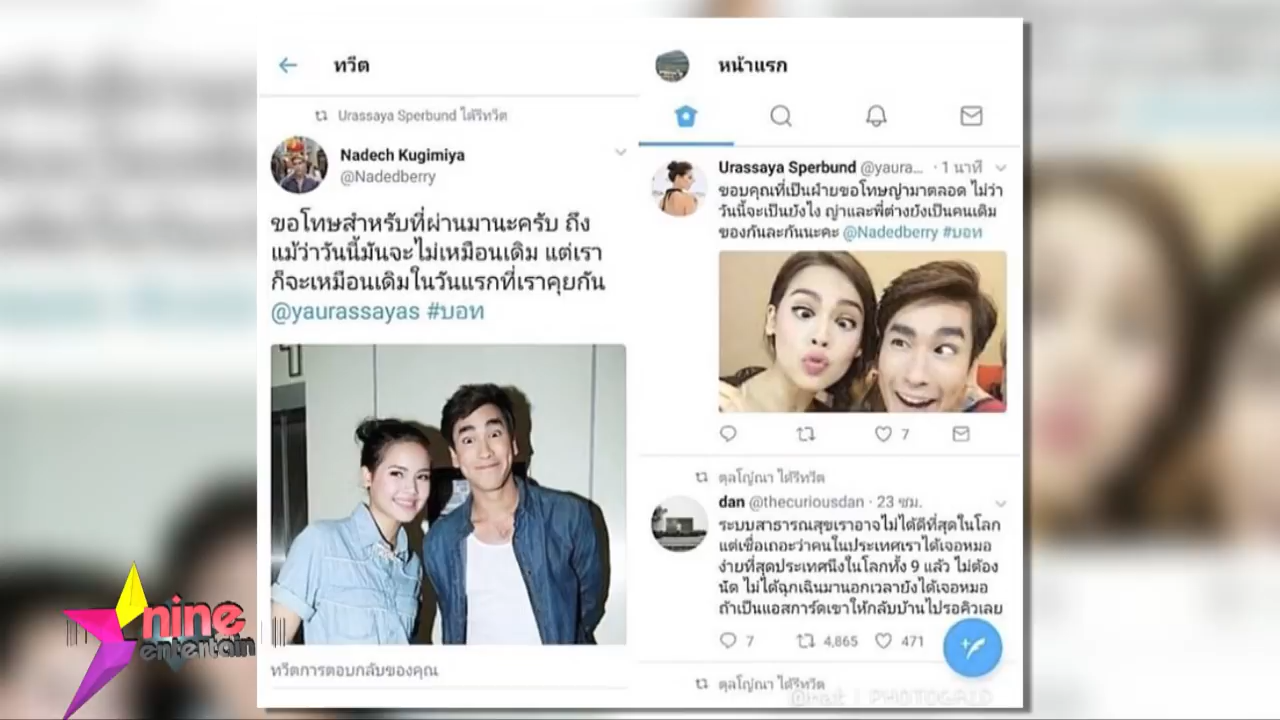 ทวีต
Urassaya Sperbund ได้รีทวีต
Nadech Kugimiya
@Nadedberry
ขอโทษสำหรับที่ผ่านมานะครับ ถึง
แม้ว่าวันนี้มันจะไม่เหมือนเดิม แต่เรา
ก็จะเหมือนเดิมในวันแรกที่เราคุยกัน
@yaurassayas #บอท
ทวีตการตอบกลับของคุณ
หน้าแรก
Urassaya Sperbund @yaura... · 1 นาที
ขอบคุณที่เป็นฝ่ายขอโทษญ่ามาตลอด ไม่ว่า
วันนี้จะเป็นยังไง ญ่าและพี่ต่างยังเป็นคนเดิม
ของกันละกันนะคะ @Nadedberry #บอท
7
ตุลโญ่ณา ได้รีทวีต
dan @thecuriousdan · 23 ซม.
ระบบสาธารณสุขเราอาจไม่ได้ดีที่สุดในโลก
แต่เชื่อเถอะว่าคนในประเทศเราได้เจอหมอ
ง่ายที่สุดประเทศนึงในโลกทั้ง 9 แล้ว ไม่ต้อง
นัด ไม่ได้ฉุกเฉินมานอกเวลายังได้เจอหมอ
ถ้าเป็นแอสการ์ดเขาให้กลับบ้านไปรอคิวเลย
7 4,865 471
ตุลโญ่ณา ได้รีทวีต
PHOTOGRID
nine
entertain